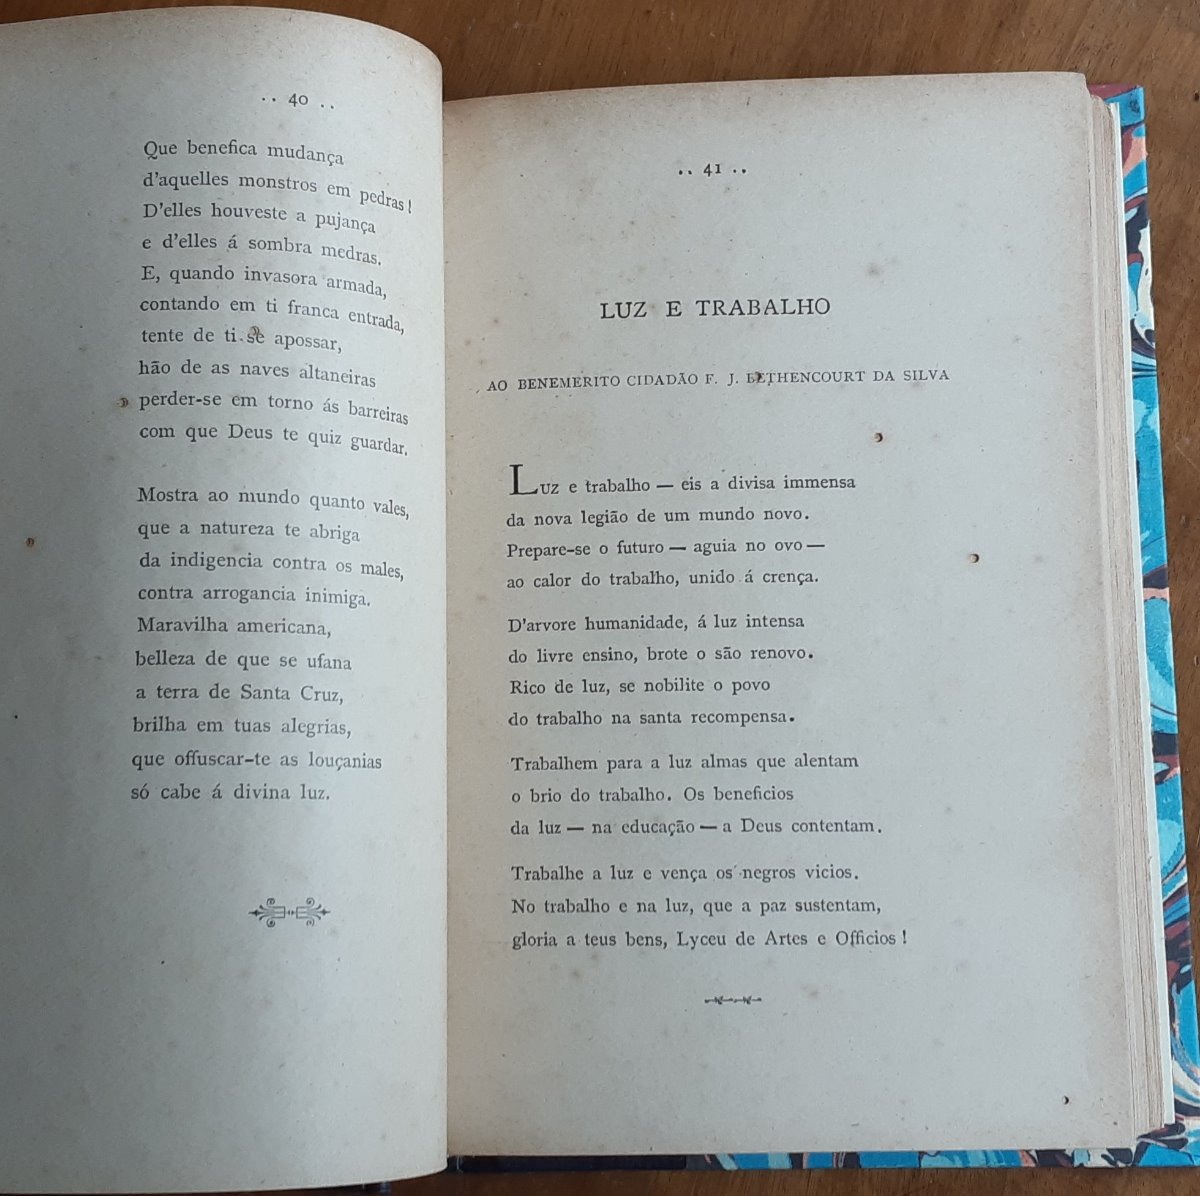 .. 40 ..
Que benefica mudança
d'aquelles monstros em pedras!
D'elles houveste a pujança
e d'elles á sombra medras.
E, quando invasora armada,
contando em ti franca entrada,
tente de ti se apossar,
hão de as naves altaneiras
perder-se em torno ás barreiras
com que Deus te quiz guardar.
Mostra ao mundo quanto vales,
que a natureza te abriga
da indigencia contra os males,
contra arrogancia inimiga.
Maravilha americana,
belleza de que se ufana
a terra de Santa Cruz,
brilha em tuas alegrias,
que offuscar-te as louçanias
só cabe á divina luz.
.. 41 ..
LUZ E TRABALHO
AO BENEMERITO CIDADÃO F. J. BETHENCOURT DA SILVA
LUZ e trabalho — eis a divisa immensa
da nova legião de um mundo novo.
Prepare-se o futuro — aguia no ovo —
ao calor do trabalho, unido á crença.
D'arvore humanidade, á luz intensa
do livre ensino, brote o são renovo.
Rico de luz, se nobilite o povo
do trabalho na santa recompensa.
Trabalhem para a luz almas que alentam
o brio do trabalho. Os beneficios
da luz — na educação — a Deus contentam.
Trabalhe a luz e vença os negros vicios.
No trabalho e na luz, que a paz sustentam,
gloria a teus bens, Lyceu de Artes e Officios!